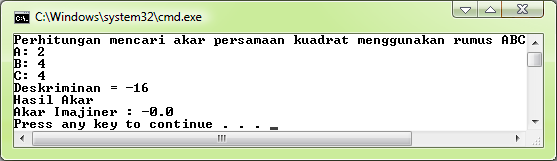 C:\Windows\system32\cmd.exe
Perhitungan mencari akar persamaan kuadrat menggunakan rumus ABC
A: 2
B: 4
C: 4
Deskriminan = -16
Hasil Akar
Akar Imajiner : -0.0
Press any key to continue . . . _